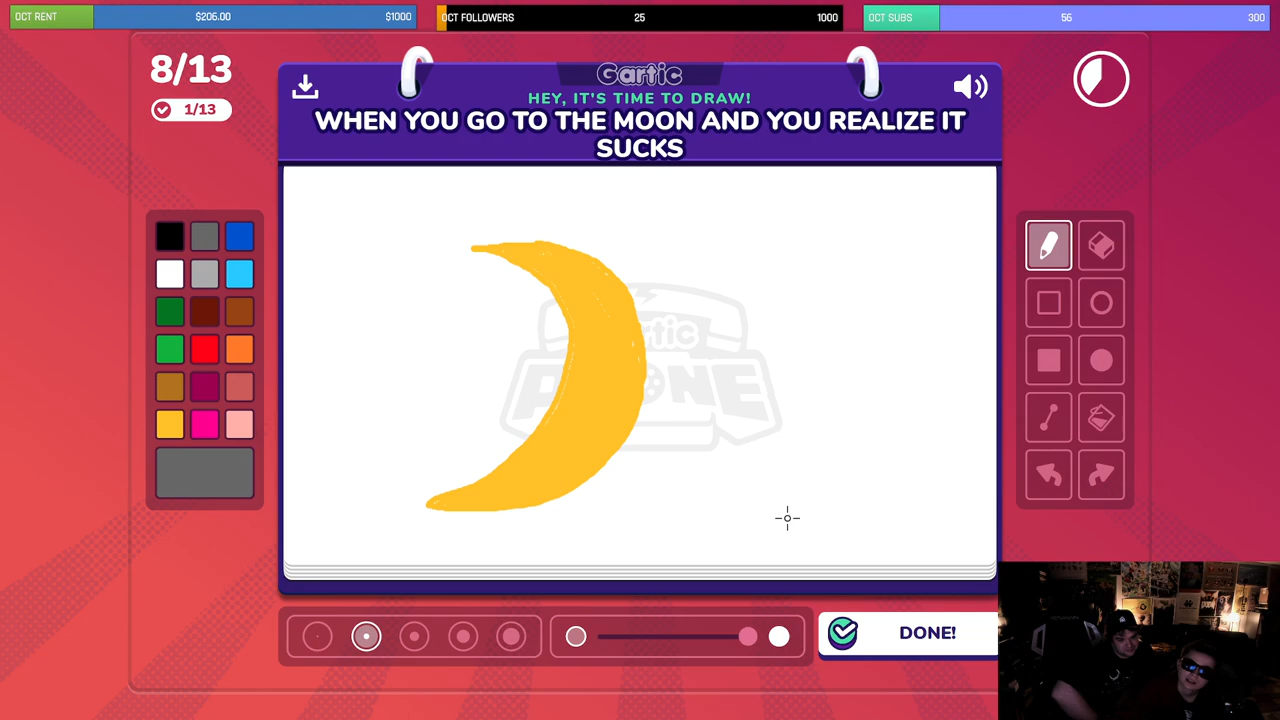 OCT RENT $206.00 $1000 OCT FOLLOWERS 25 1000 OCT SUBS 56 300
8/13
1/13
Gartic
HEY, IT'S TIME TO DRAW!
WHEN YOU GO TO THE MOON AND YOU REALIZE IT
SUCKS
DONE!